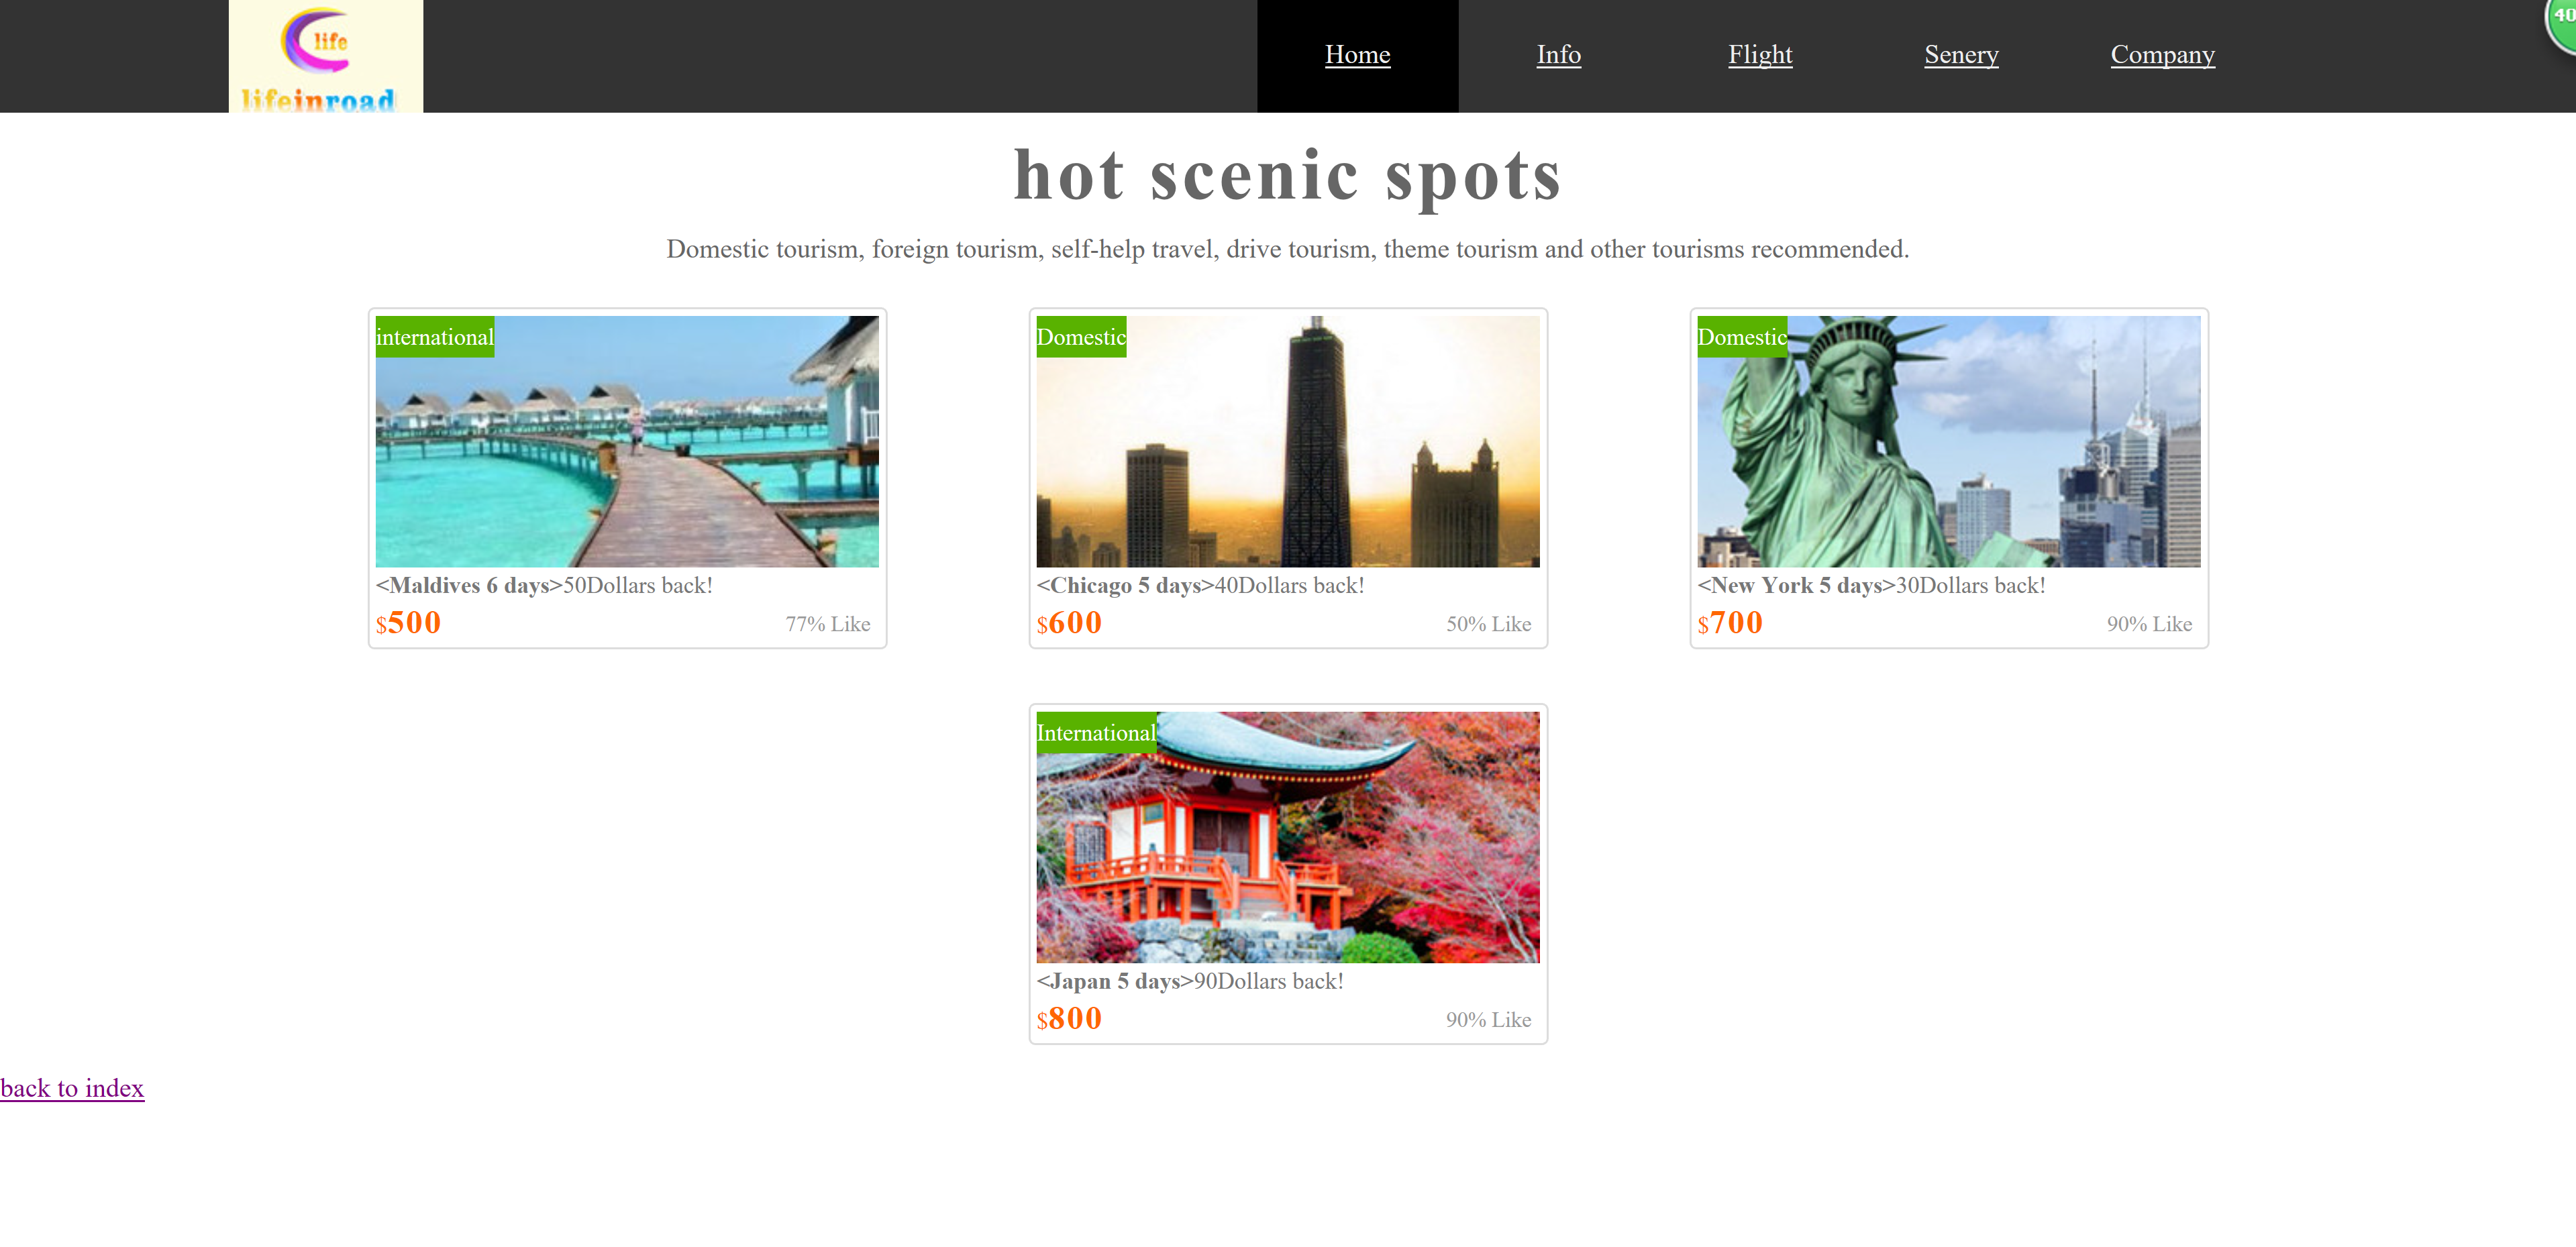 life
lifeinroad
Home Info Flight Senery Company
40
hot scenic spots
Domestic tourism, foreign tourism, self-help travel, drive tourism, theme tourism and other tourisms recommended.
international
<Maldives 6 days>50Dollars back!
$500 77% Like
Domestic
<Chicago 5 days>40Dollars back!
$600 50% Like
Domestic
<New York 5 days>30Dollars back!
$700 90% Like
International
<Japan 5 days>90Dollars back!
$800 90% Like
back to index